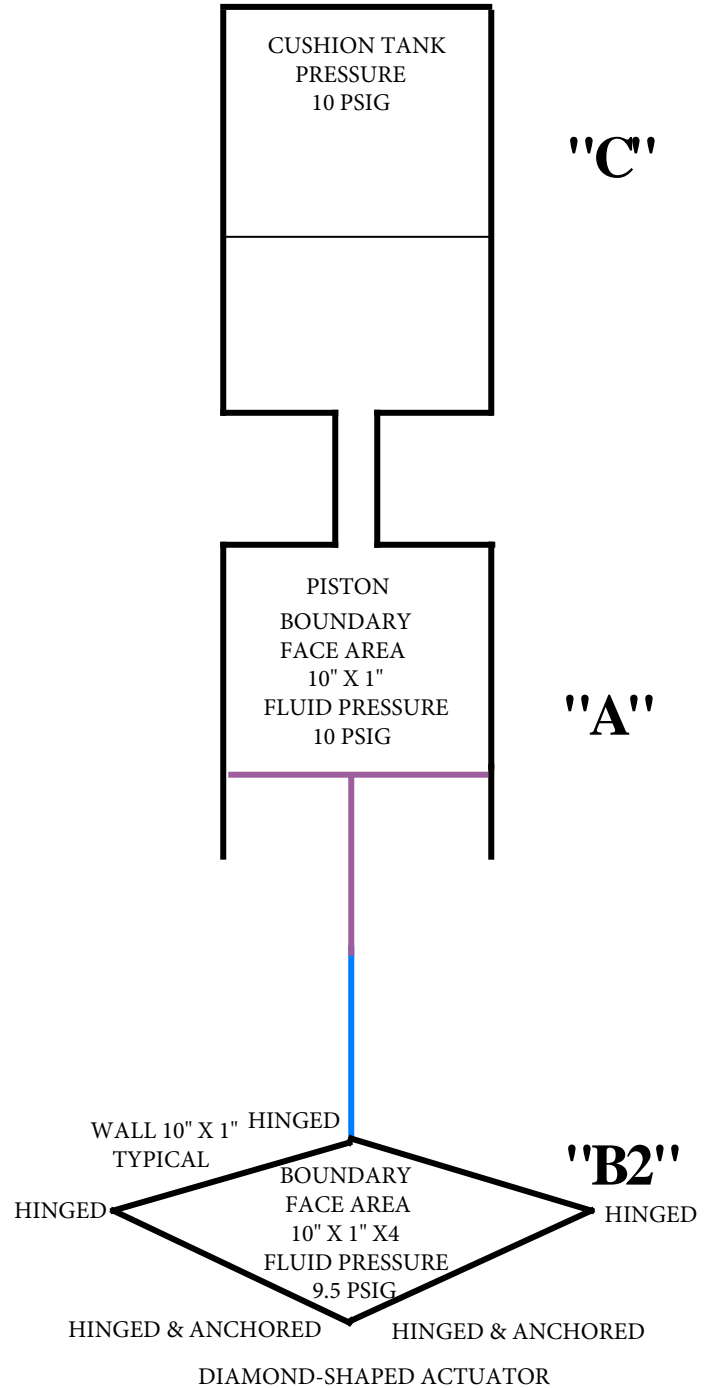 CUSHION TANK
PRESSURE
10 PSIG
"C"
PISTON
BOUNDARY
FACE AREA
10" X 1"
FLUID PRESSURE
10 PSIG
"A"
WALL 10" X 1"
TYPICAL
HINGED
"B2"
BOUNDARY
FACE AREA
10" X 1" X4
FLUID PRESSURE
9.5 PSIG
HINGED
HINGED
HINGED & ANCHORED
HINGED & ANCHORED
DIAMOND-SHAPED ACTUATOR